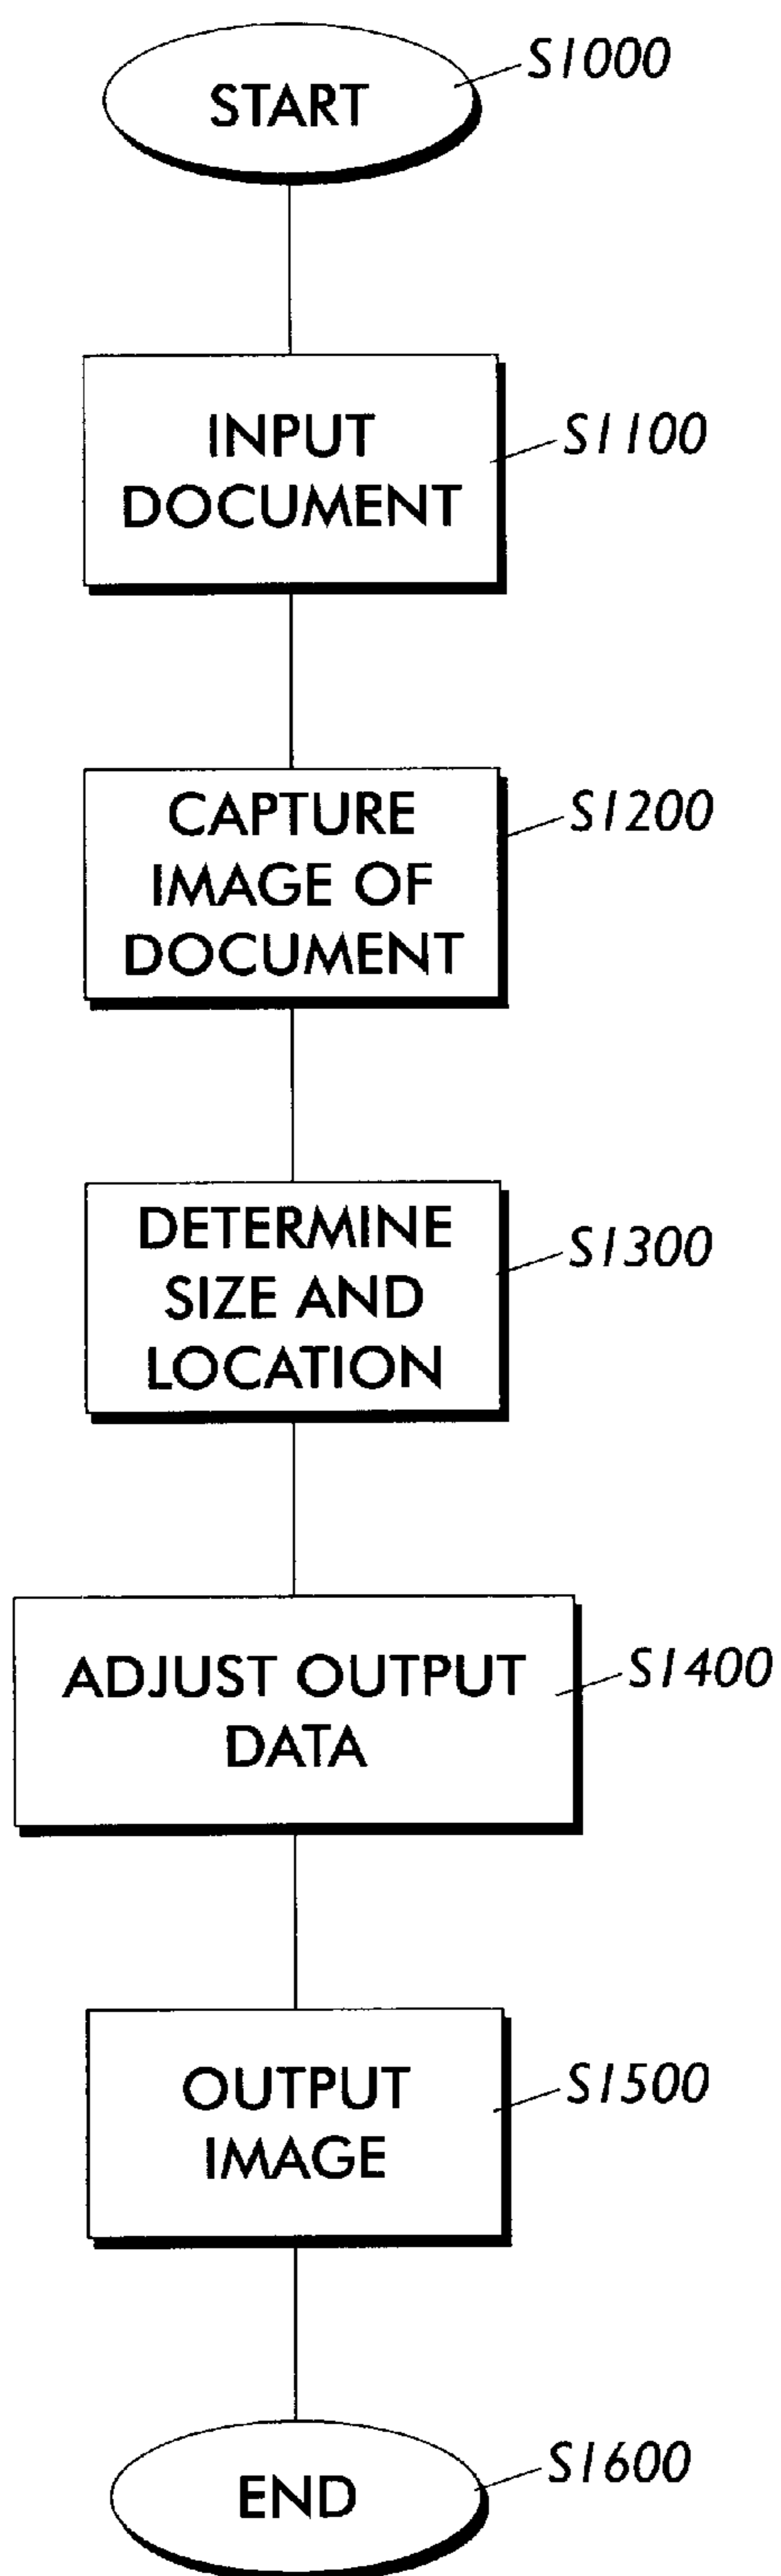 START
S1000
INPUT
DOCUMENT
S1100
CAPTURE
IMAGE OF
DOCUMENT
S1200
DETERMINE
SIZE AND
LOCATION
S1300
ADJUST OUTPUT
DATA
S1400
OUTPUT
IMAGE
S1500
END
S1600